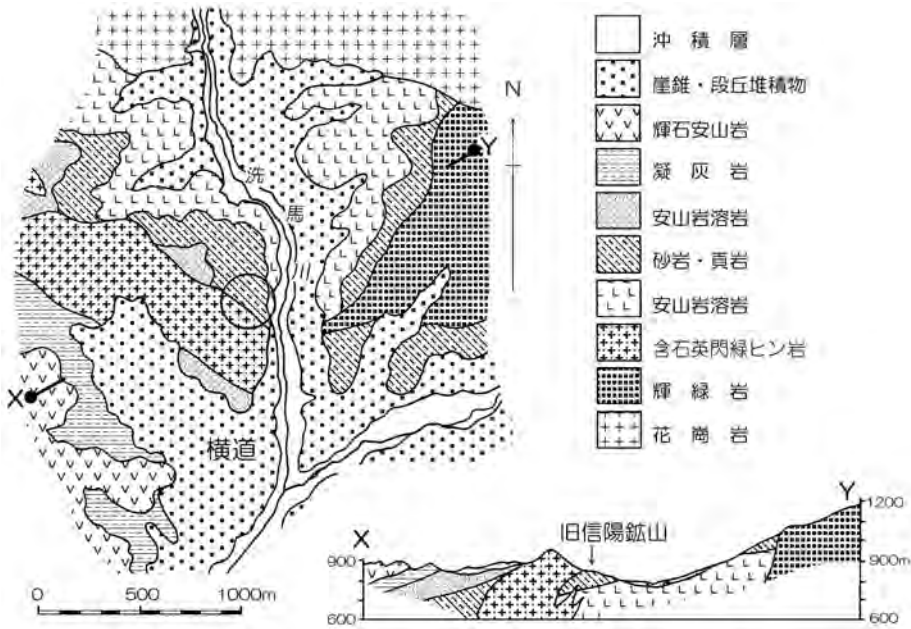 沖積層
崖錐・段丘堆積物
輝石安山岩
凝灰岩
安山岩溶岩
砂岩・頁岩
安山岩溶岩
含石英閃緑ヒン岩
輝緑岩
花崗岩
N
Y
洗
馬
川
X
横道
0 500 1000m
X
旧信陽鉱山
Y
900
600
1200
900m
600